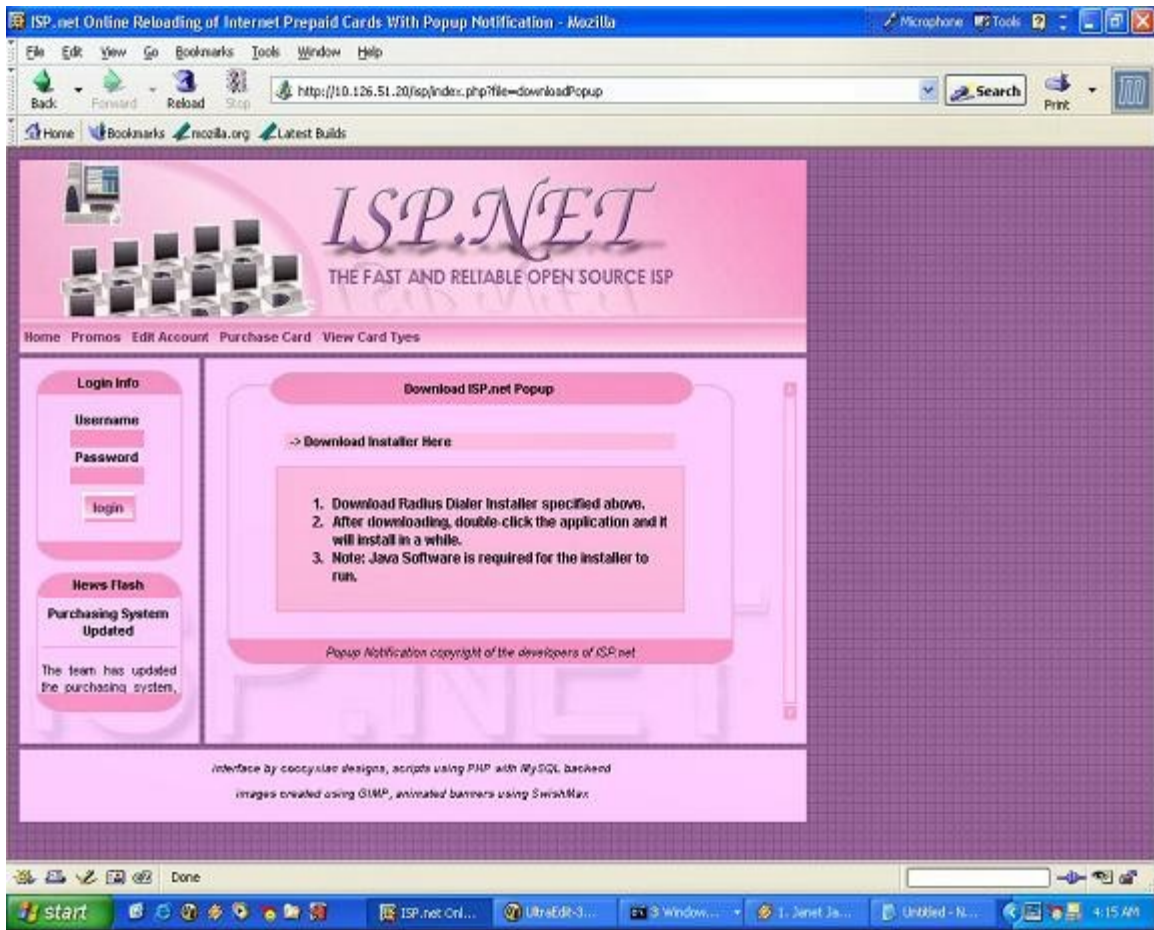 ISP.net Online Reloading of Internet Prepaid Cards With Popup Notification - Mozilla
Microphone Tools
File Edit View Go Bookmarks Tools Window Help
Back Forward Reload Stop
http://10.126.51.20/isp/index.php?file=downloadPopup
Search
Print
Home Bookmarks mozilla.org Latest Builds
ISP.NET
THE FAST AND RELIABLE OPEN SOURCE ISP
Home Promos Edit Account Purchase Card View Card Tyes
Login Info
Username
Password
login
News Flash
Purchasing System
Updated
The team has updated
the purchasing system,
Download ISP.net Popup
-> Download Installer Here
1. Download Radius Dialer Installer specified above.
2. After downloading, double-click the application and it
will install in a while.
3. Note: Java Software is required for the installer to
run.
Popup Notification copyright of the developers of ISP.net
ISP.NET
interface by coccyxian designs, scripts using PHP with MySQL backend
images created using GIMP, animated banners using SwishMax
Done
start
ISP.net Onl...
UltraEdit-3...
3 Window...
1. Janet Ja...
Untitled - N...
4:15 AM